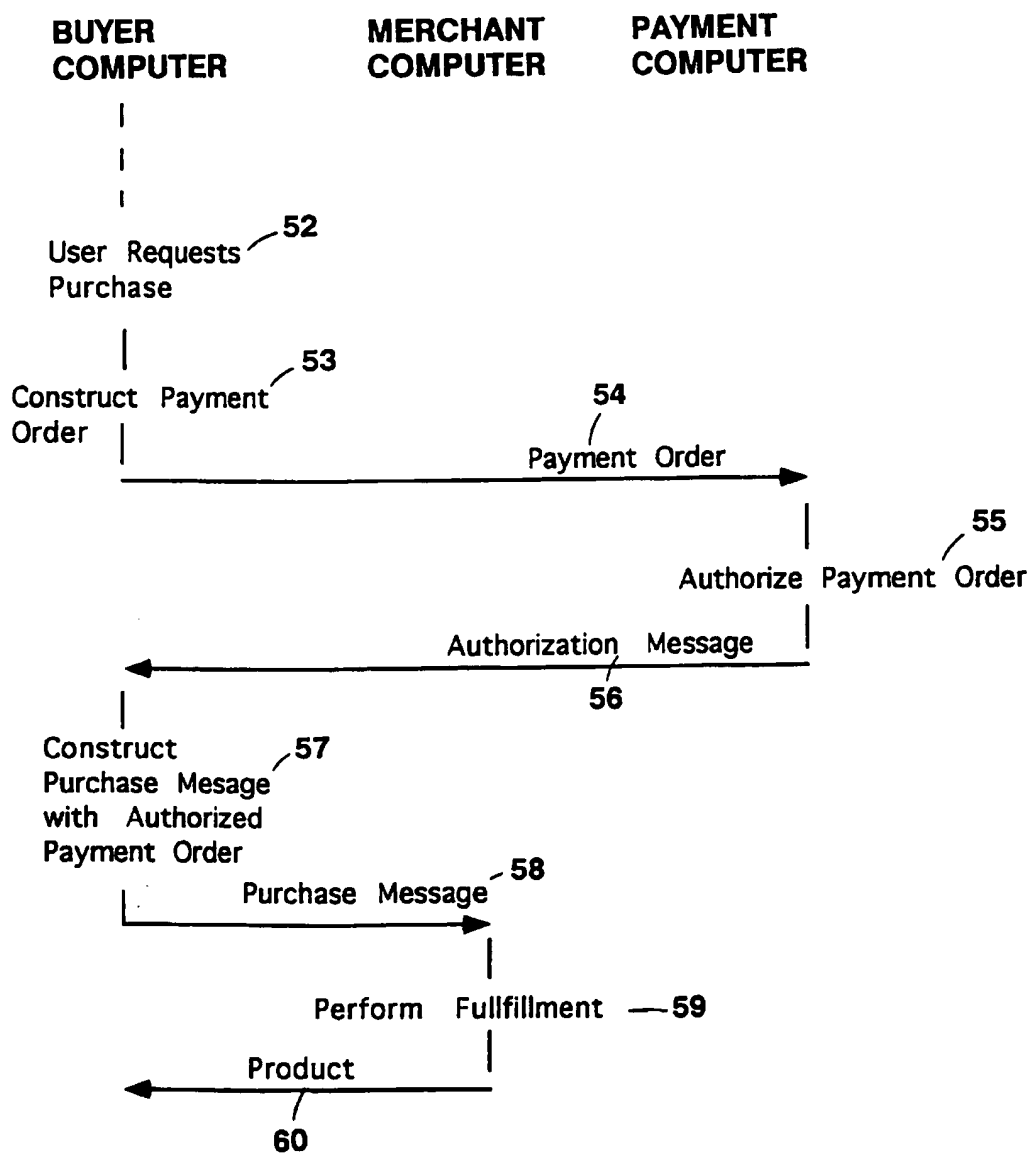 BUYER
COMPUTER
MERCHANT
COMPUTER
PAYMENT
COMPUTER
52
User Requests
Purchase
53
Construct Payment
Order
54
Payment Order
55
Authorize Payment Order
Authorization Message
56
Construct
57
Purchase Mesage
with Authorized
Payment Order
58
Purchase Message
Perform Fullfillment
59
Product
60